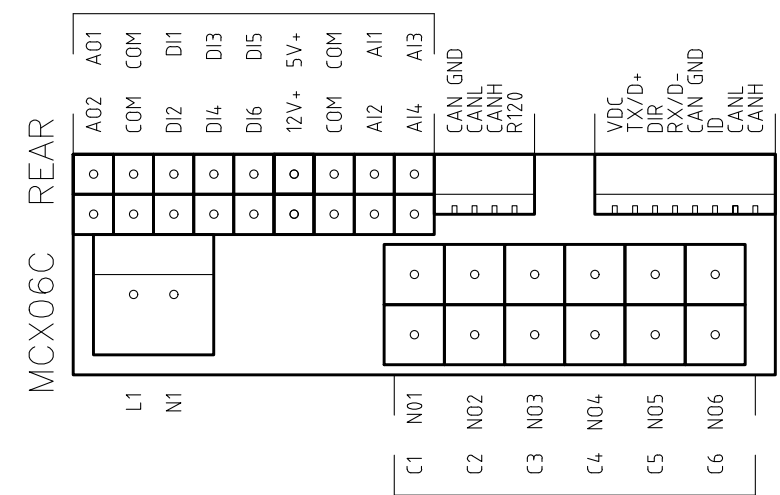 AO1 COM DI1 DI3 DI5 5V+ COM AI1 AI3
AO2 COM DI2 DI4 DI6 12V+ COM AI2 AI4
CAN GND
CANL
CANH
R120
VDC
TX/D+
DIR
RX/D-
CAN GND
ID
CANL
CANH
MCX06C REAR
L1 N1
NO1 NO2 NO3 NO4 NO5 NO6
C1 C2 C3 C4 C5 C6